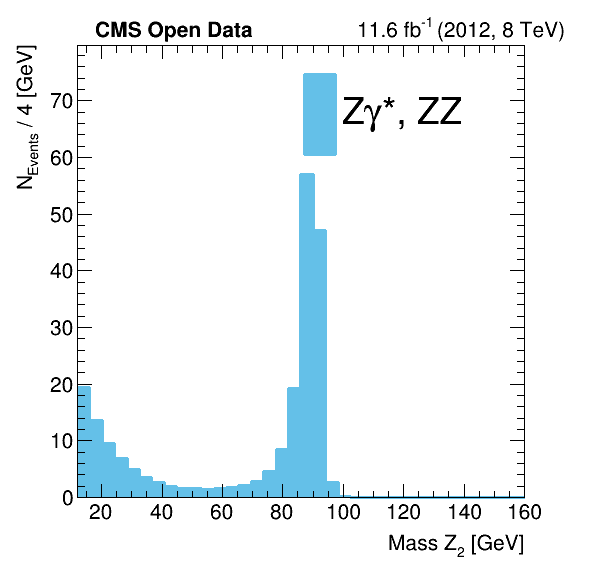 CMS Open Data 11.6 fb⁻¹ (2012, 8 TeV)
N_Events / 4 [GeV]
Zγ*, ZZ
70
60
50
40
30
20
10
0
20 40 60 80 100 120 140 160
Mass Z₂ [GeV]